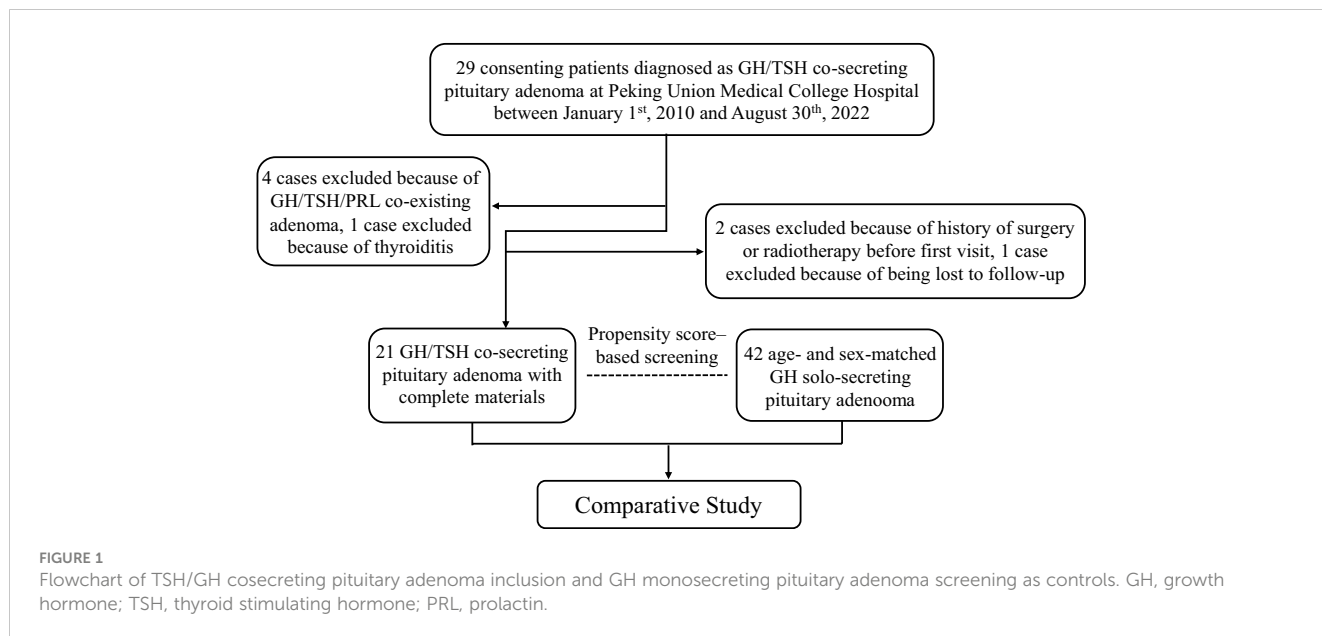 29 consenting patients diagnosed as GH/TSH co-secreting
pituitary adenoma at Peking Union Medical College Hospital
between January 1st, 2010 and August 30th, 2022
4 cases excluded because of
GH/TSH/PRL co-existing
adenoma, 1 case excluded
because of thyroiditis
2 cases excluded because of history of surgery
or radiotherapy before first visit, 1 case
excluded because of being lost to follow-up
21 GH/TSH co-secreting
pituitary adenoma with
complete materials
Propensity score–
based screening
42 age- and sex-matched
GH solo-secreting
pituitary adenooma
Comparative Study
FIGURE 1
Flowchart of TSH/GH cosecreting pituitary adenoma inclusion and GH monosecreting pituitary adenoma screening as controls. GH, growth
hormone; TSH, thyroid stimulating hormone; PRL, prolactin.